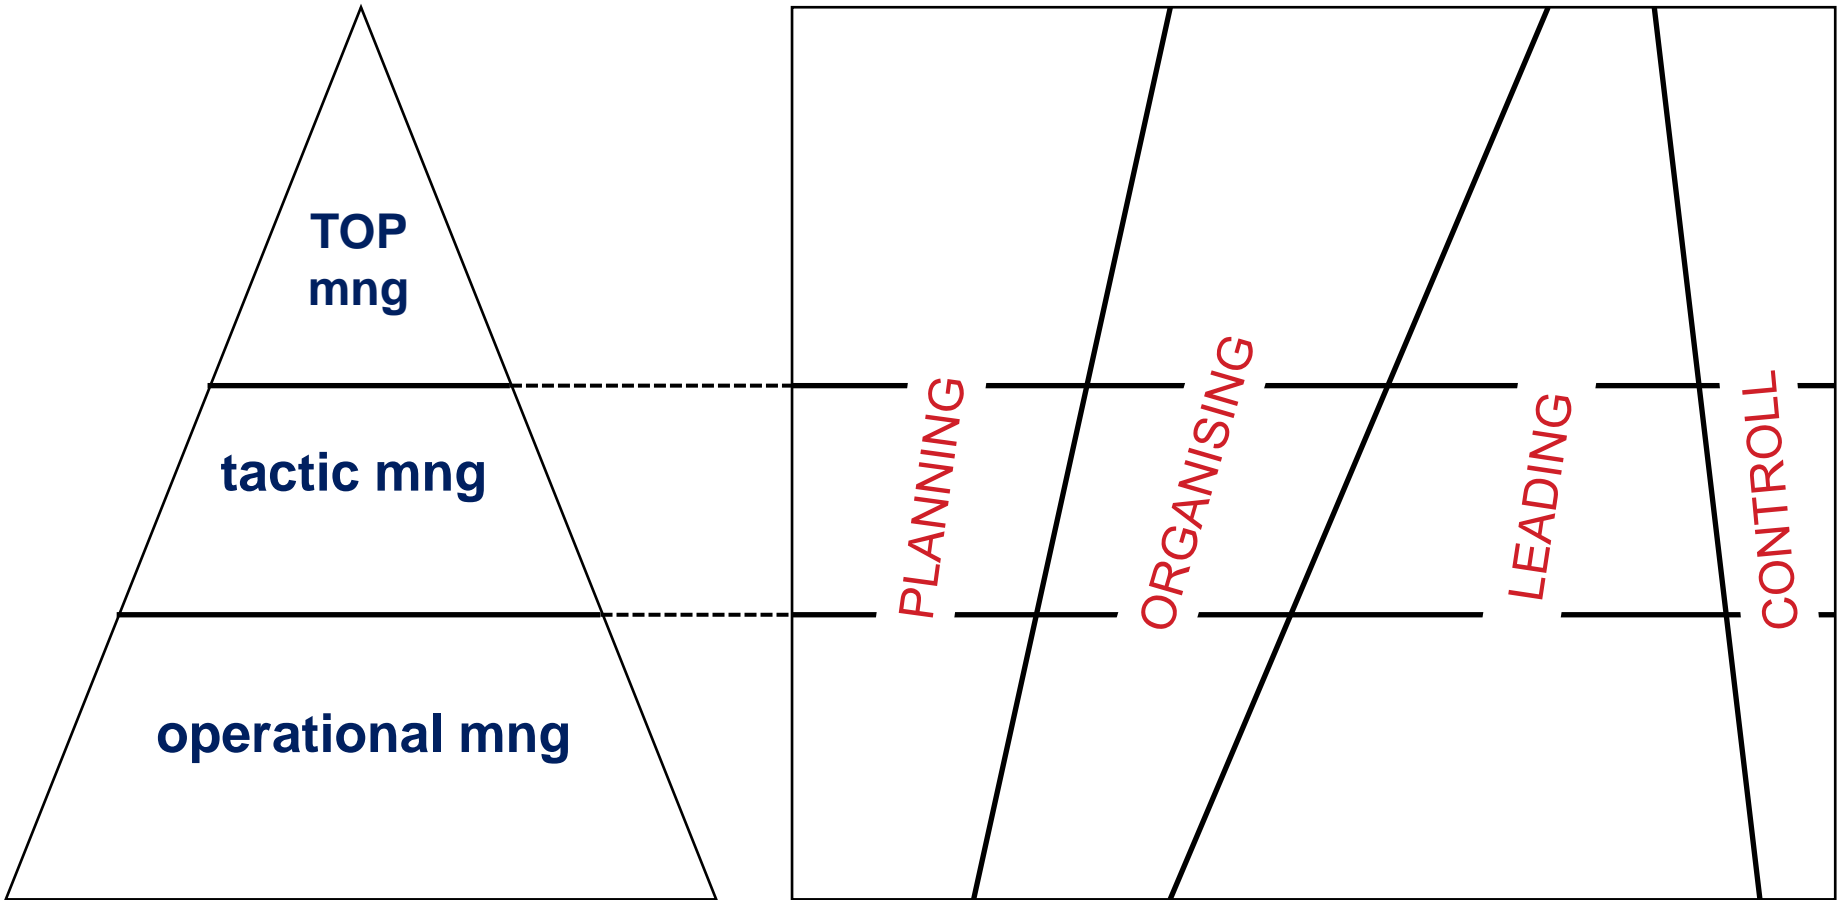 TOP
mng
tactic mng
operational mng
PLANNING
ORGANISING
LEADING
CONTROLL